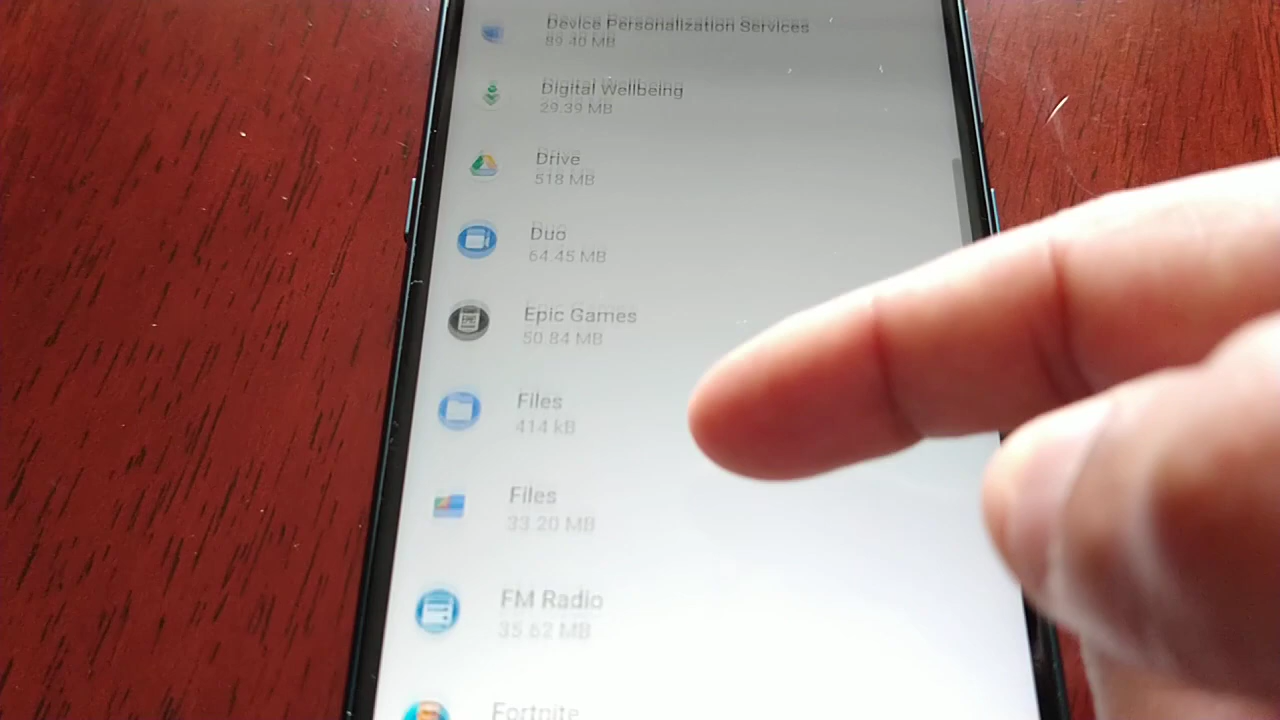 Device Personalization Services
89.40 MB
Digital Wellbeing
29.39 MB
Drive
518 MB
Duo
64.45 MB
Epic Games
50.84 MB
EPIC
Files
414 kB
Files
33.20 MB
FM Radio
35.62 MB
Fortnite